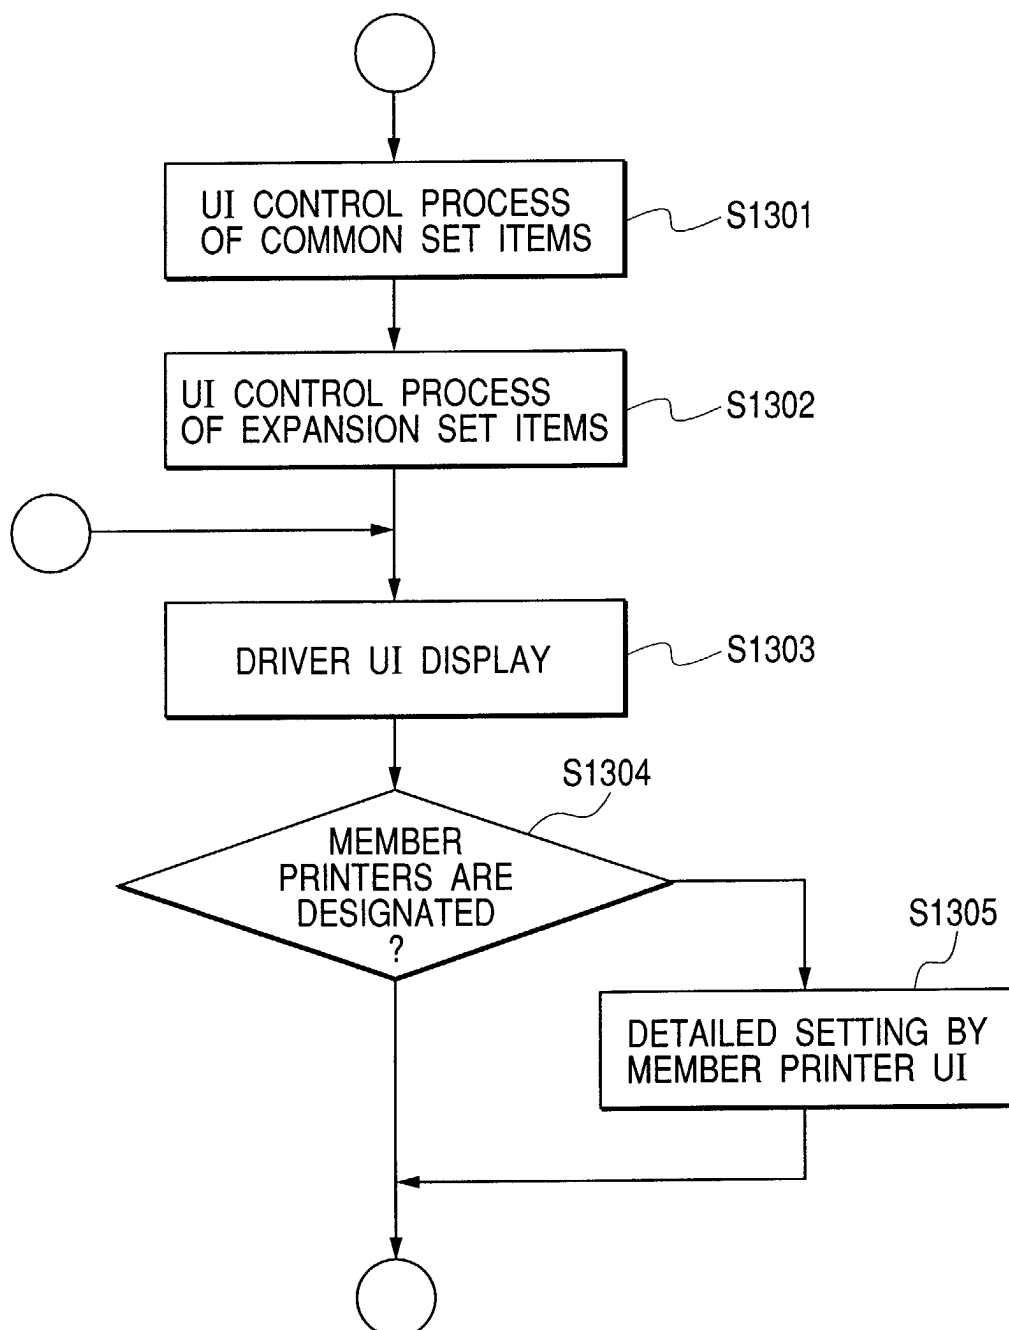 UI CONTROL PROCESS
OF COMMON SET ITEMS
S1301
UI CONTROL PROCESS
OF EXPANSION SET ITEMS
S1302
DRIVER UI DISPLAY
S1303
S1304
MEMBER
PRINTERS ARE
DESIGNATED
?
S1305
DETAILED SETTING BY
MEMBER PRINTER UI